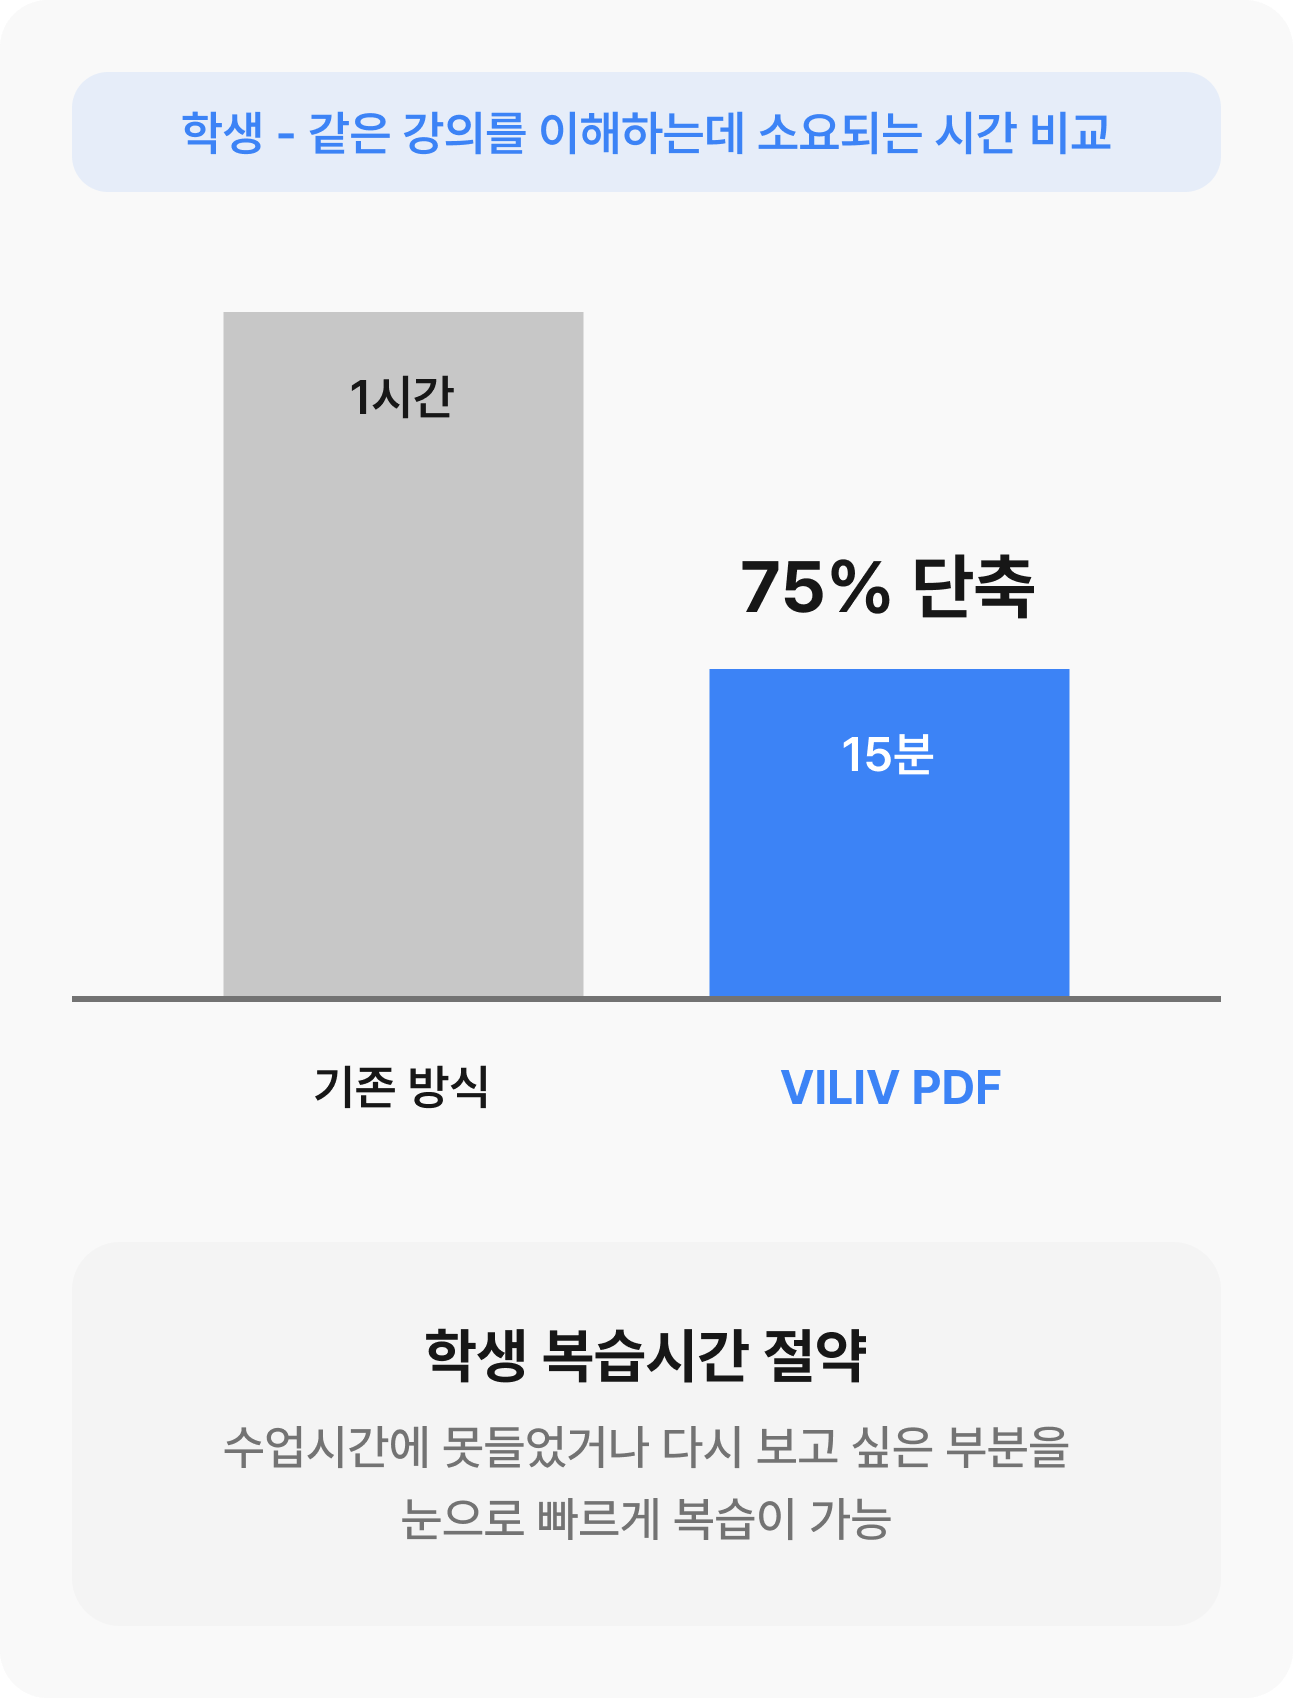 학생 - 같은 강의를 이해하는데 소요되는 시간 비교
1시간
75% 단축
15분
기존 방식
VILIV PDF
학생 복습시간 절약
수업시간에 못들었거나 다시 보고 싶은 부분을
눈으로 빠르게 복습이 가능